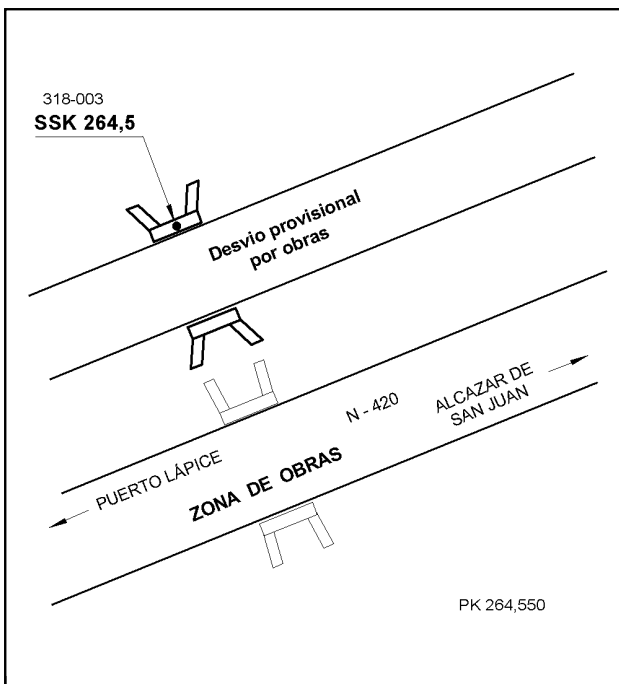 318-003
SSK 264,5
Desvio provisional
por obras
N - 420
ALCAZAR DE
SAN JUAN
PUERTO LÁPICE
ZONA DE OBRAS
PK 264,550